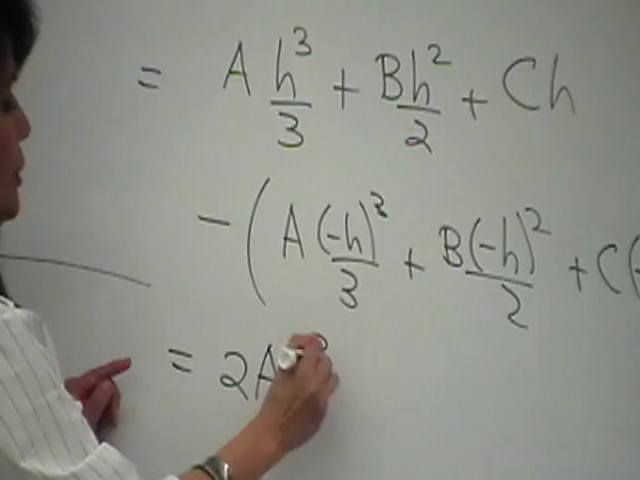 = A h³/3 + Bh²/2 + Ch
- ( A(-h)³/3 + B(-h)²/2 + C(-
= 2A